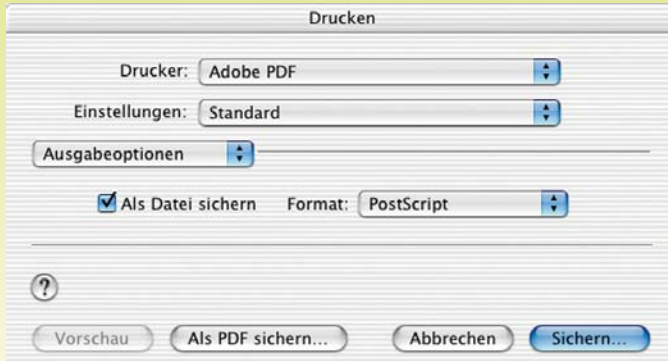 Drucken
Drucker: Adobe PDF
Einstellungen: Standard
Ausgabeoptionen
Als Datei sichern Format: PostScript
?
Vorschau Als PDF sichern... Abbrechen Sichern...